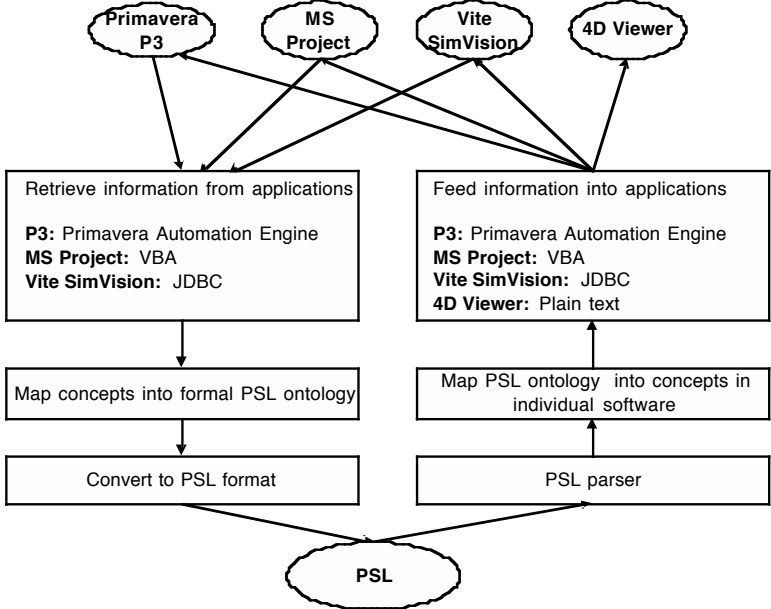 Primavera
P3
MS
Project
Vite
SimVision
4D Viewer
Retrieve information from applications
P3: Primavera Automation Engine
MS Project: VBA
Vite SimVision: JDBC
Feed information into applications
P3: Primavera Automation Engine
MS Project: VBA
Vite SimVision: JDBC
4D Viewer: Plain text
Map concepts into formal PSL ontology
Map PSL ontology into concepts in
individual software
Convert to PSL format
PSL parser
PSL